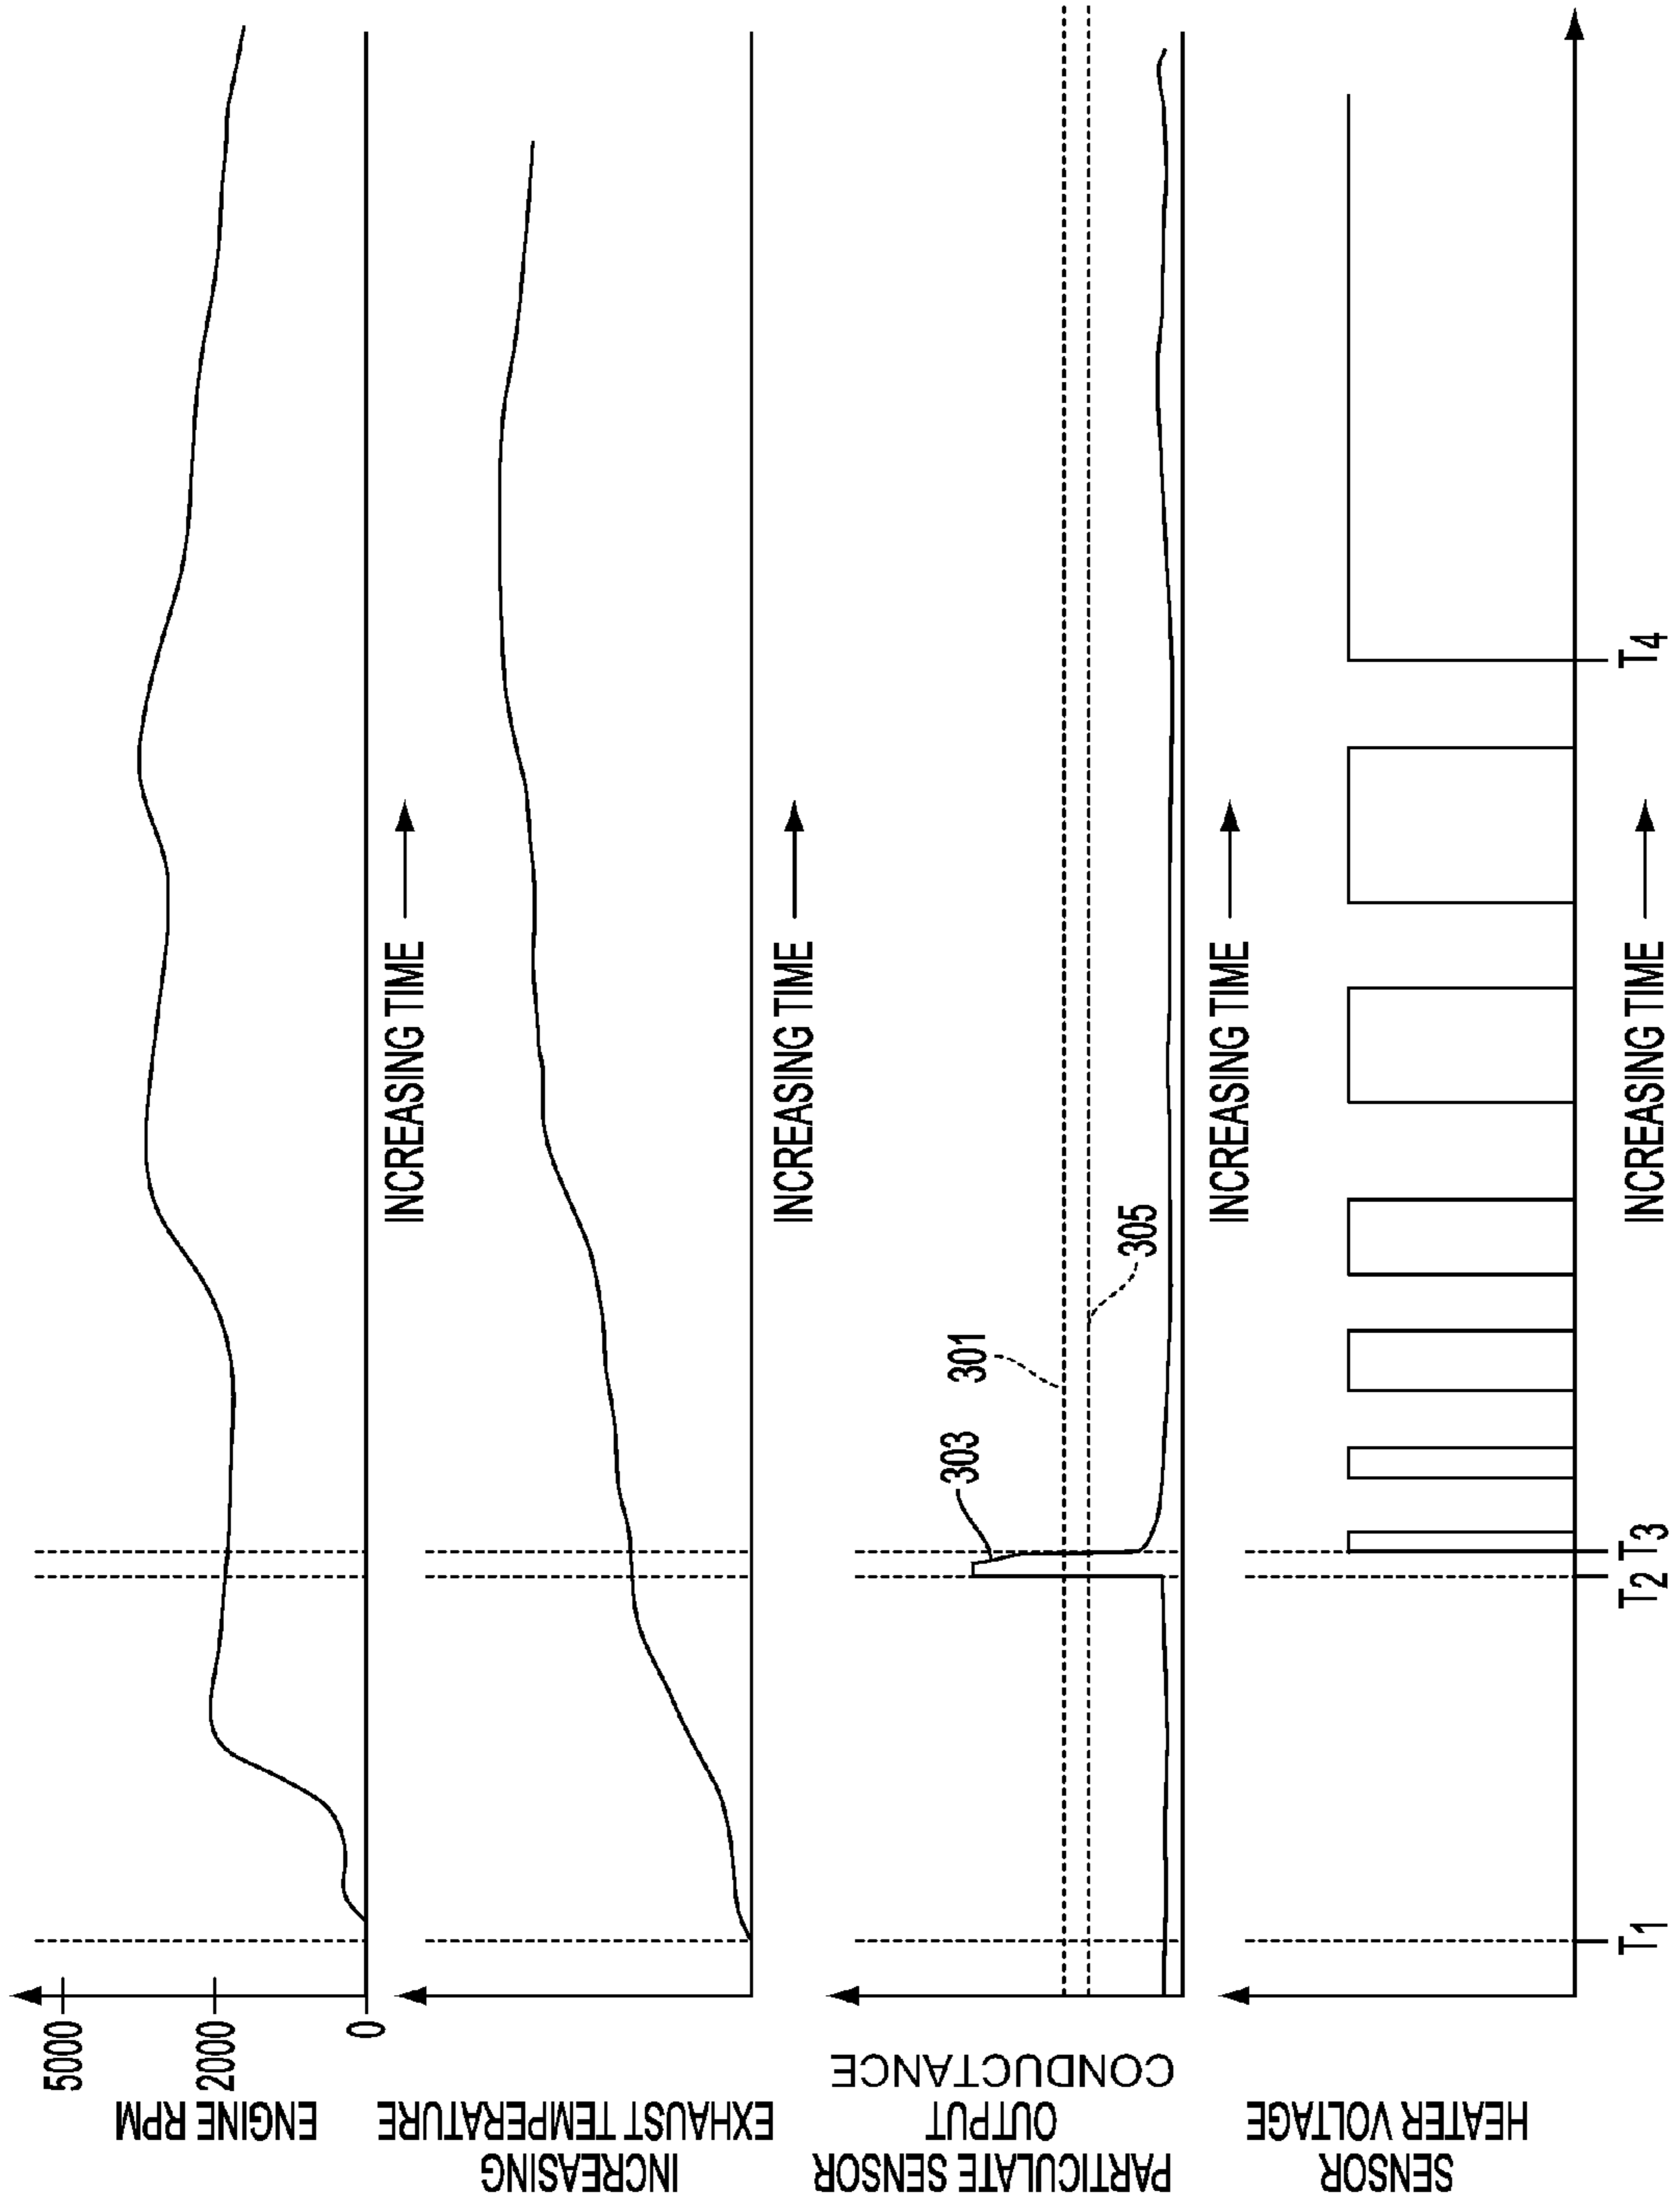 5000
2000
0
ENGINE RPM
INCREASING TIME
INCREASING
EXHAUST TEMPERATURE
INCREASING TIME
PARTICULATE SENSOR
OUTPUT
CONDUCTANCE
303
301
305
INCREASING TIME
SENSOR
HEATER VOLTAGE
T1
T2
T3
T4
INCREASING TIME